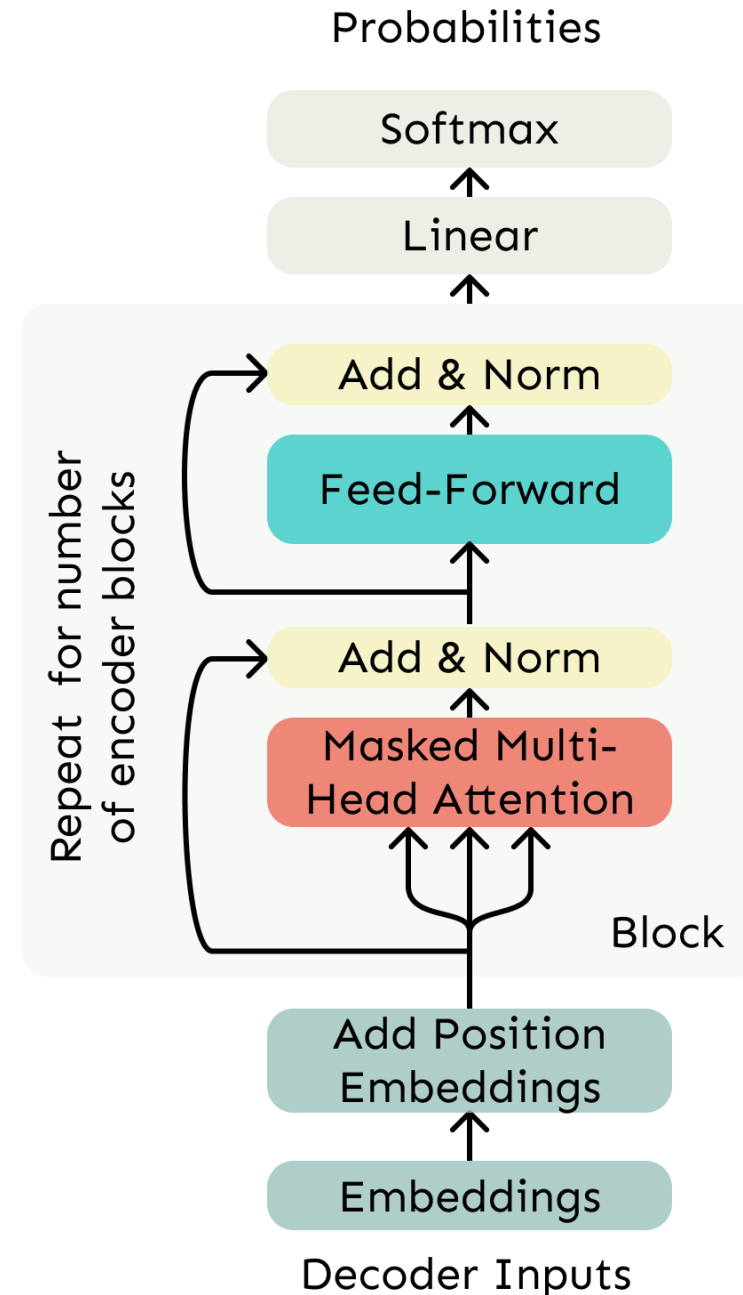 Probabilities
Softmax
Linear
Add & Norm
Feed-Forward
Repeat for number
of encoder blocks
Add & Norm
Masked Multi-
Head Attention
Block
Add Position
Embeddings
Embeddings
Decoder Inputs